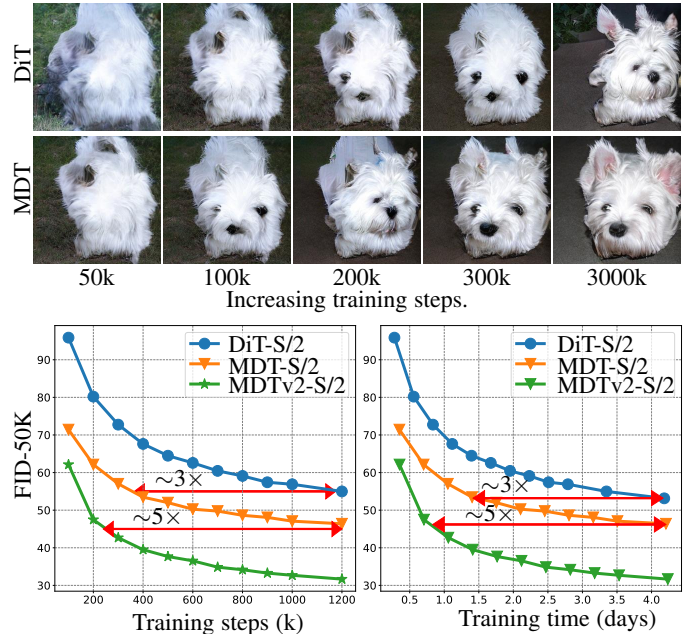 DiT
MDT
50k 100k 200k 300k 3000k
Increasing training steps.
FID-50K
90
80
70
60
50
40
30
DiT-S/2
MDT-S/2
MDTv2-S/2
~3×
~5×
200 400 600 800 1000 1200
Training steps (k)
90
80
70
60
50
40
30
DiT-S/2
MDT-S/2
MDTv2-S/2
~3×
~5×
0.5 1.0 1.5 2.0 2.5 3.0 3.5 4.0
Training time (days)